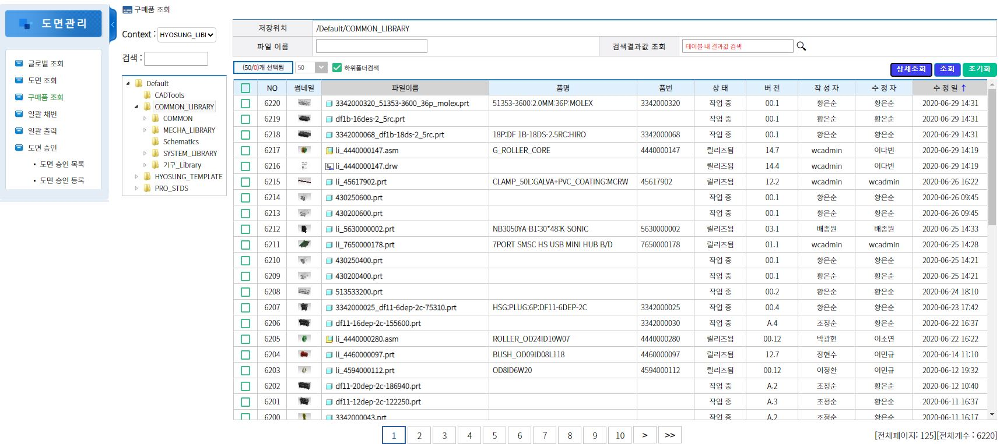 도면관리
글로벌 조회
도면 조회
구매품 조회
일괄 채번
일괄 출력
도면 승인
도면 승인 목록
도면 승인 등록
구매품 조회
Context : HYOSUNG_LIBI
검색 :
Default
CADTools
COMMON_LIBRARY
COMMON
MECHA_LIBRARY
Schematics
SYSTEM_LIBRARY
기구_Library
HYOSUNG_TEMPLATE
PRO_STDS
저장위치 /Default/COMMON_LIBRARY
파일 이름 검색결과값 조회 테이블 내 결과값 검색
(50/0)개 선택됨 50 하위폴더검색 상세조회 조회 초기화
NO 썸네일 파일이름 품명 품번 상 태 버 전 작 성 자 수 정 자 수 정 일 ↑
6220 3342000320_51353-3600_36p_molex.prt 51353-3600:2.0MM:36P:MOLEX 3342000320 작업 중 00.1 황은순 황은순 2020-06-29 14:31
6219 df1b-16des-2_5rc.prt 작업 중 00.1 황은순 황은순 2020-06-29 14:31
6218 3342000068_df1b-18ds-2_5rc.prt 18P:DF 1B-18DS-2.5RC:HIRO 3342000068 작업 중 00.1 황은순 황은순 2020-06-29 14:31
6217 li_4440000147.asm G_ROLLER_CORE 4440000147 릴리즈됨 14.7 wcadmin 이다빈 2020-06-29 14:19
6216 li_4440000147.drw 릴리즈됨 14.4 wcadmin 이다빈 2020-06-29 14:19
6215 li_45617902.prt CLAMP_50L:GALVA+PVC_COATING:MCRW 45617902 릴리즈됨 12.2 wcadmin wcadmin 2020-06-26 16:22
6214 430250600.prt 작업 중 00.1 황은순 황은순 2020-06-26 09:45
6213 430200600.prt 작업 중 00.1 황은순 황은순 2020-06-26 09:45
6212 li_5630000002.prt NB3050YA-B1:30*48:K-SONIC 5630000002 릴리즈됨 03.1 배종원 배종원 2020-06-25 14:33
6211 li_7650000178.prt 7PORT SMSC HS USB MINI HUB B/D 7650000178 릴리즈됨 01.1 wcadmin wcadmin 2020-06-25 14:28
6210 430250400.prt 작업 중 00.1 황은순 황은순 2020-06-25 14:21
6209 430200400.prt 작업 중 00.1 황은순 황은순 2020-06-25 14:21
6208 513533200.prt 작업 중 00.2 황은순 황은순 2020-06-24 18:10
6207 3342000025_df11-6dep-2c-75310.prt HSG:PLUG:6P:DF11-6DEP-2C 3342000025 작업 중 00.4 황은순 황은순 2020-06-23 17:42
6206 df11-16dep-2c-155600.prt 3342000030 작업 중 A.4 조정순 황은순 2020-06-22 16:37
6205 li_4440000280.asm ROLLER_OD24ID10W07 4440000280 릴리즈됨 00.12 박광현 이소연 2020-06-22 16:22
6204 li_4460000097.prt BUSH_OD09ID08L118 4460000097 릴리즈됨 12.7 장현수 이민규 2020-06-14 11:10
6203 li_4594000112.prt OD8ID6W20 4594000112 릴리즈됨 00.12 이정환 이민규 2020-06-12 19:32
6202 df11-20dep-2c-186940.prt 작업 중 A.2 조정순 황은순 2020-06-12 10:40
6201 df11-12dep-2c-122250.prt 작업 중 A.3 조정순 황은순 2020-06-11 16:37
6200 3342000043.prt 작업 중 A.2 조정순 황은순 2020-06-11 16:17
1 2 3 4 5 6 7 8 9 10 > >> [전체페이지: 125][전체개수 : 6220]